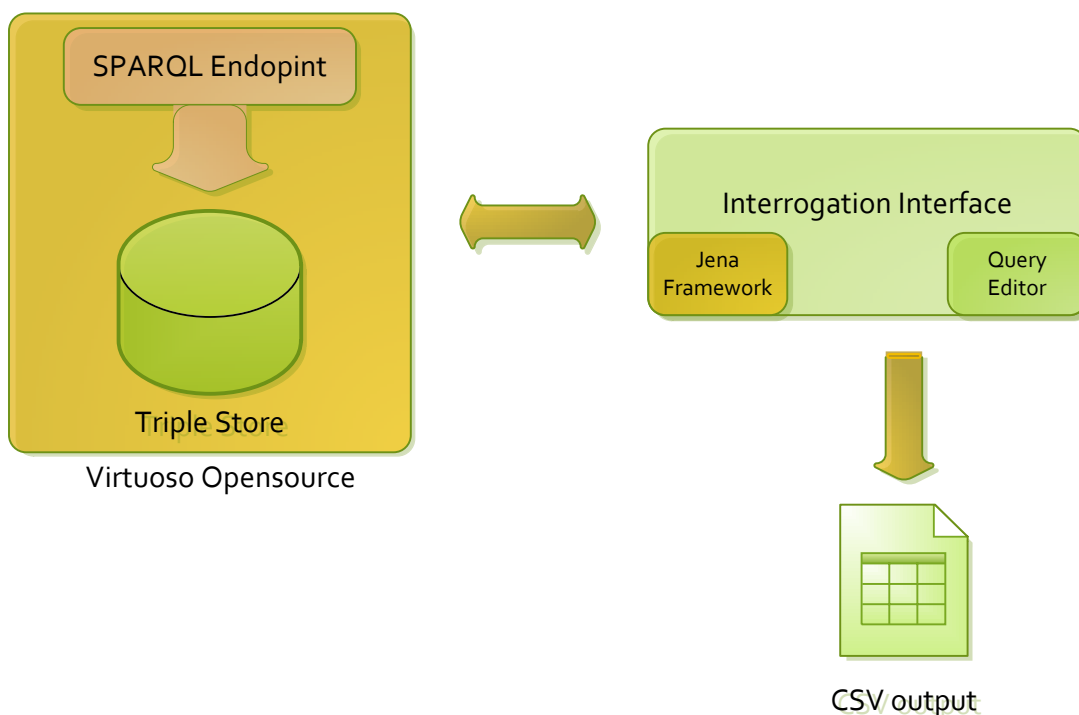 SPARQL Endopint
Triple Store
Virtuoso Opensource
Interrogation Interface
Jena
Framework
Query
Editor
CSV output